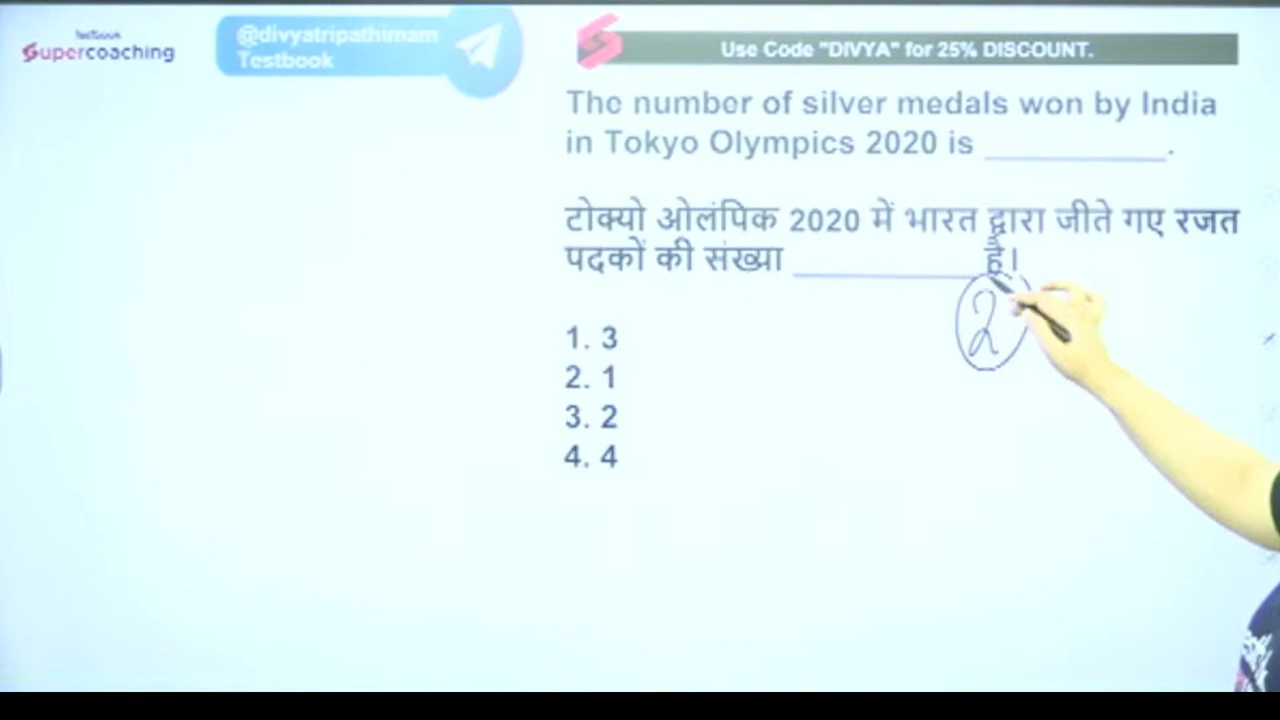 testbook
Supercoaching
@divyatripathimam
Testbook
Use Code "DIVYA" for 25% DISCOUNT.
The number of silver medals won by India
in Tokyo Olympics 2020 is ___________.
टोक्यो ओलंपिक 2020 में भारत द्वारा जीते गए रजत
पदकों की संख्या ___________ है।
2
1. 3
2. 1
3. 2
4. 4